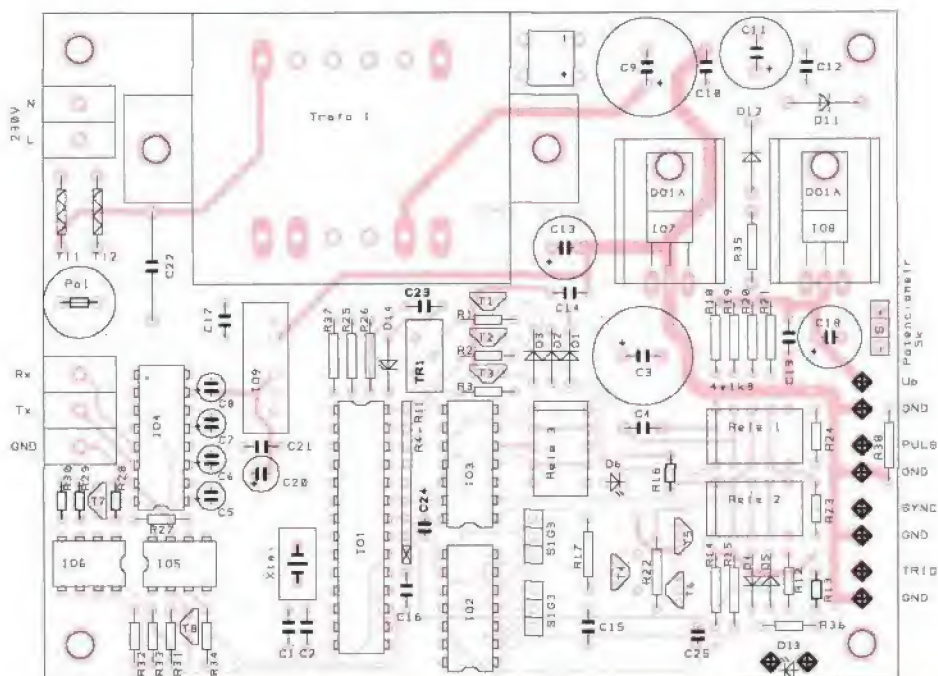 C9
C10
C11
C12
N
L
230V
Trafo 1
D11
D12
D01A
D01A
IO7
IO8
C13
R35
T11
T12
C22
Pol
C23
T1
C14
R18
R19
R20
R21
Potenciometr
5k
- S +
C17
R37
R25
R26
D14
R1
T2
R2
T3
R3
TR1
D3
D2
D1
C3
C13
C18
4x1k8
Rx
Tx
GND
IO9
IO4
C8
C7
C6
C5
C21
C20
R4-R11
IO3
Rele 3
C4
Rele 1
R24
Up
GND
PULS
GND
R38
R30
R29
T7
R28
R27
C24
D6
R16
Rele 2
R23
SYNC
GND
IO6
IO5
Xtal
IO1
SIG3
SIG3
R17
T4
R22
T5
T6
R14
R15
D5
R12
R13
TRIG
GND
C16
IO2
C15
C25
R36
D13
R32
R33
R31
T8
R34
C1
C2